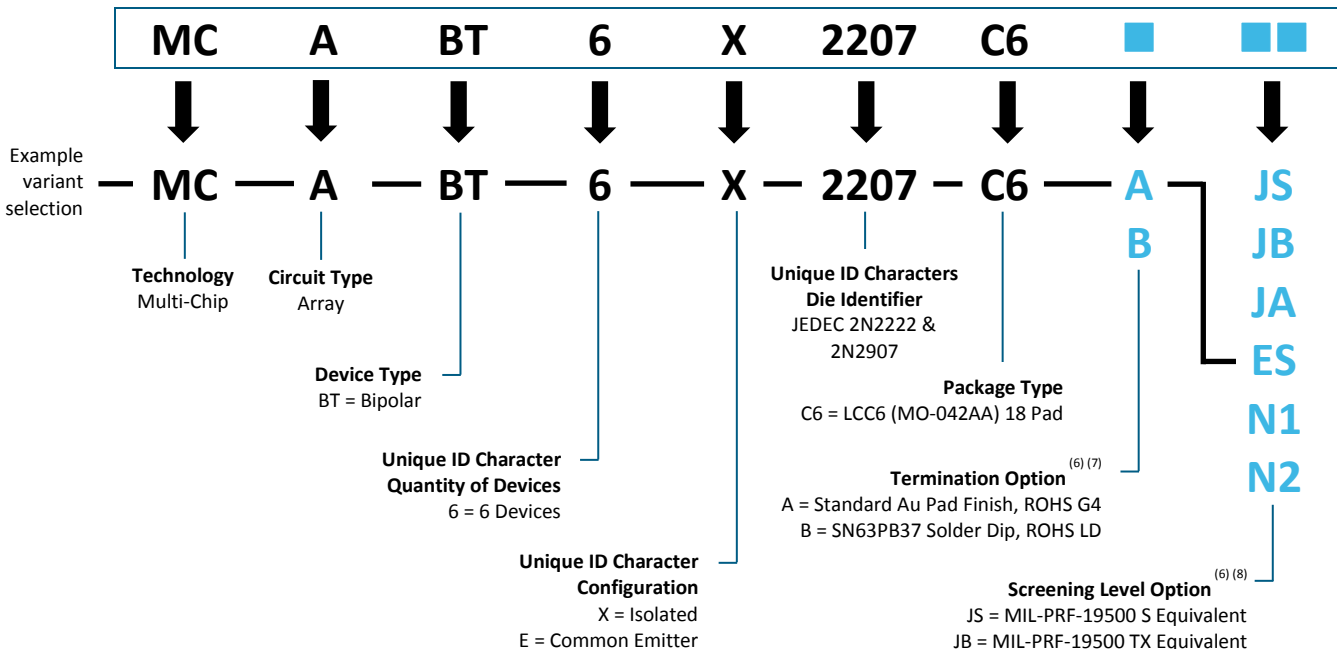 MC A BT 6 X 2207 C6
Example
variant
selection
MC A BT 6 X 2207 C6 A JS
B JB
JA
ES
N1
N2
Technology
Multi-Chip
Circuit Type
Array
Device Type
BT = Bipolar
Unique ID Character
Quantity of Devices
6 = 6 Devices
Unique ID Character
Configuration
X = Isolated
E = Common Emitter
Unique ID Characters
Die Identifier
JEDEC 2N2222 &
2N2907
Package Type
C6 = LCC6 (MO-042AA) 18 Pad
Termination Option (6) (7)
A = Standard Au Pad Finish, ROHS G4
B = SN63PB37 Solder Dip, ROHS LD
Screening Level Option (6) (8)
JS = MIL-PRF-19500 S Equivalent
JB = MIL-PRF-19500 TX Equivalent